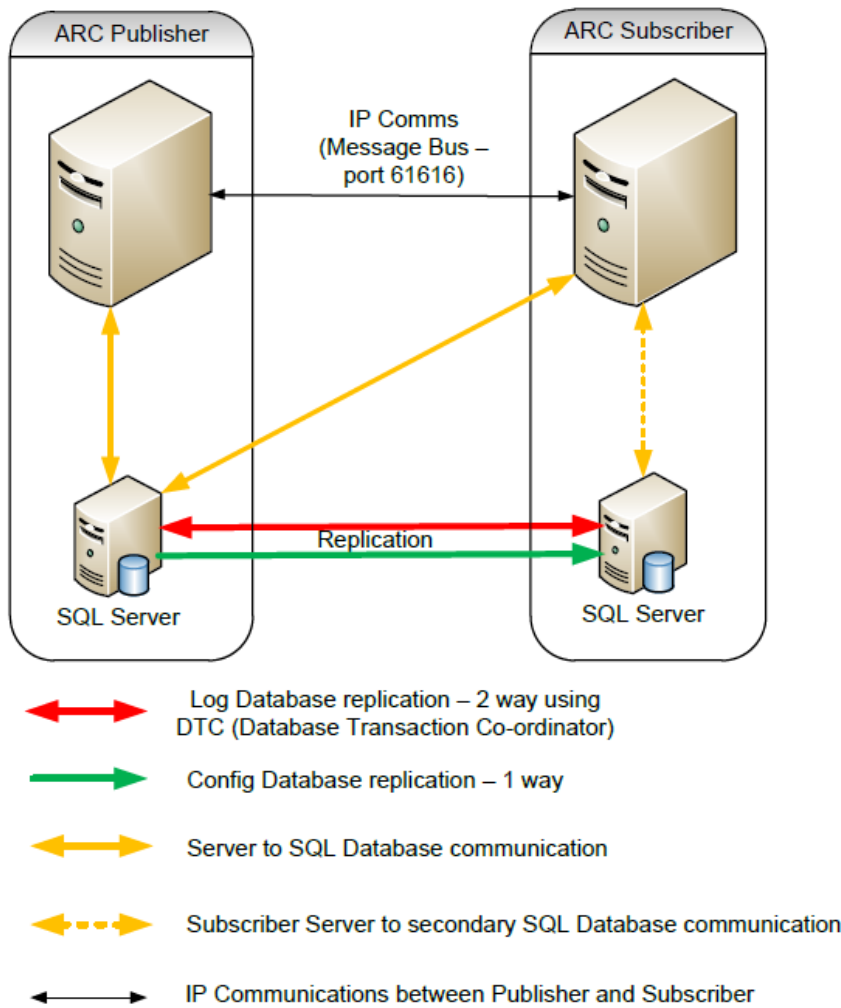 ARC Publisher
ARC Subscriber
IP Comms
(Message Bus –
port 61616)
Replication
SQL Server
SQL Server
Log Database replication – 2 way using
DTC (Database Transaction Co-ordinator)
Config Database replication – 1 way
Server to SQL Database communication
Subscriber Server to secondary SQL Database communication
IP Communications between Publisher and Subscriber